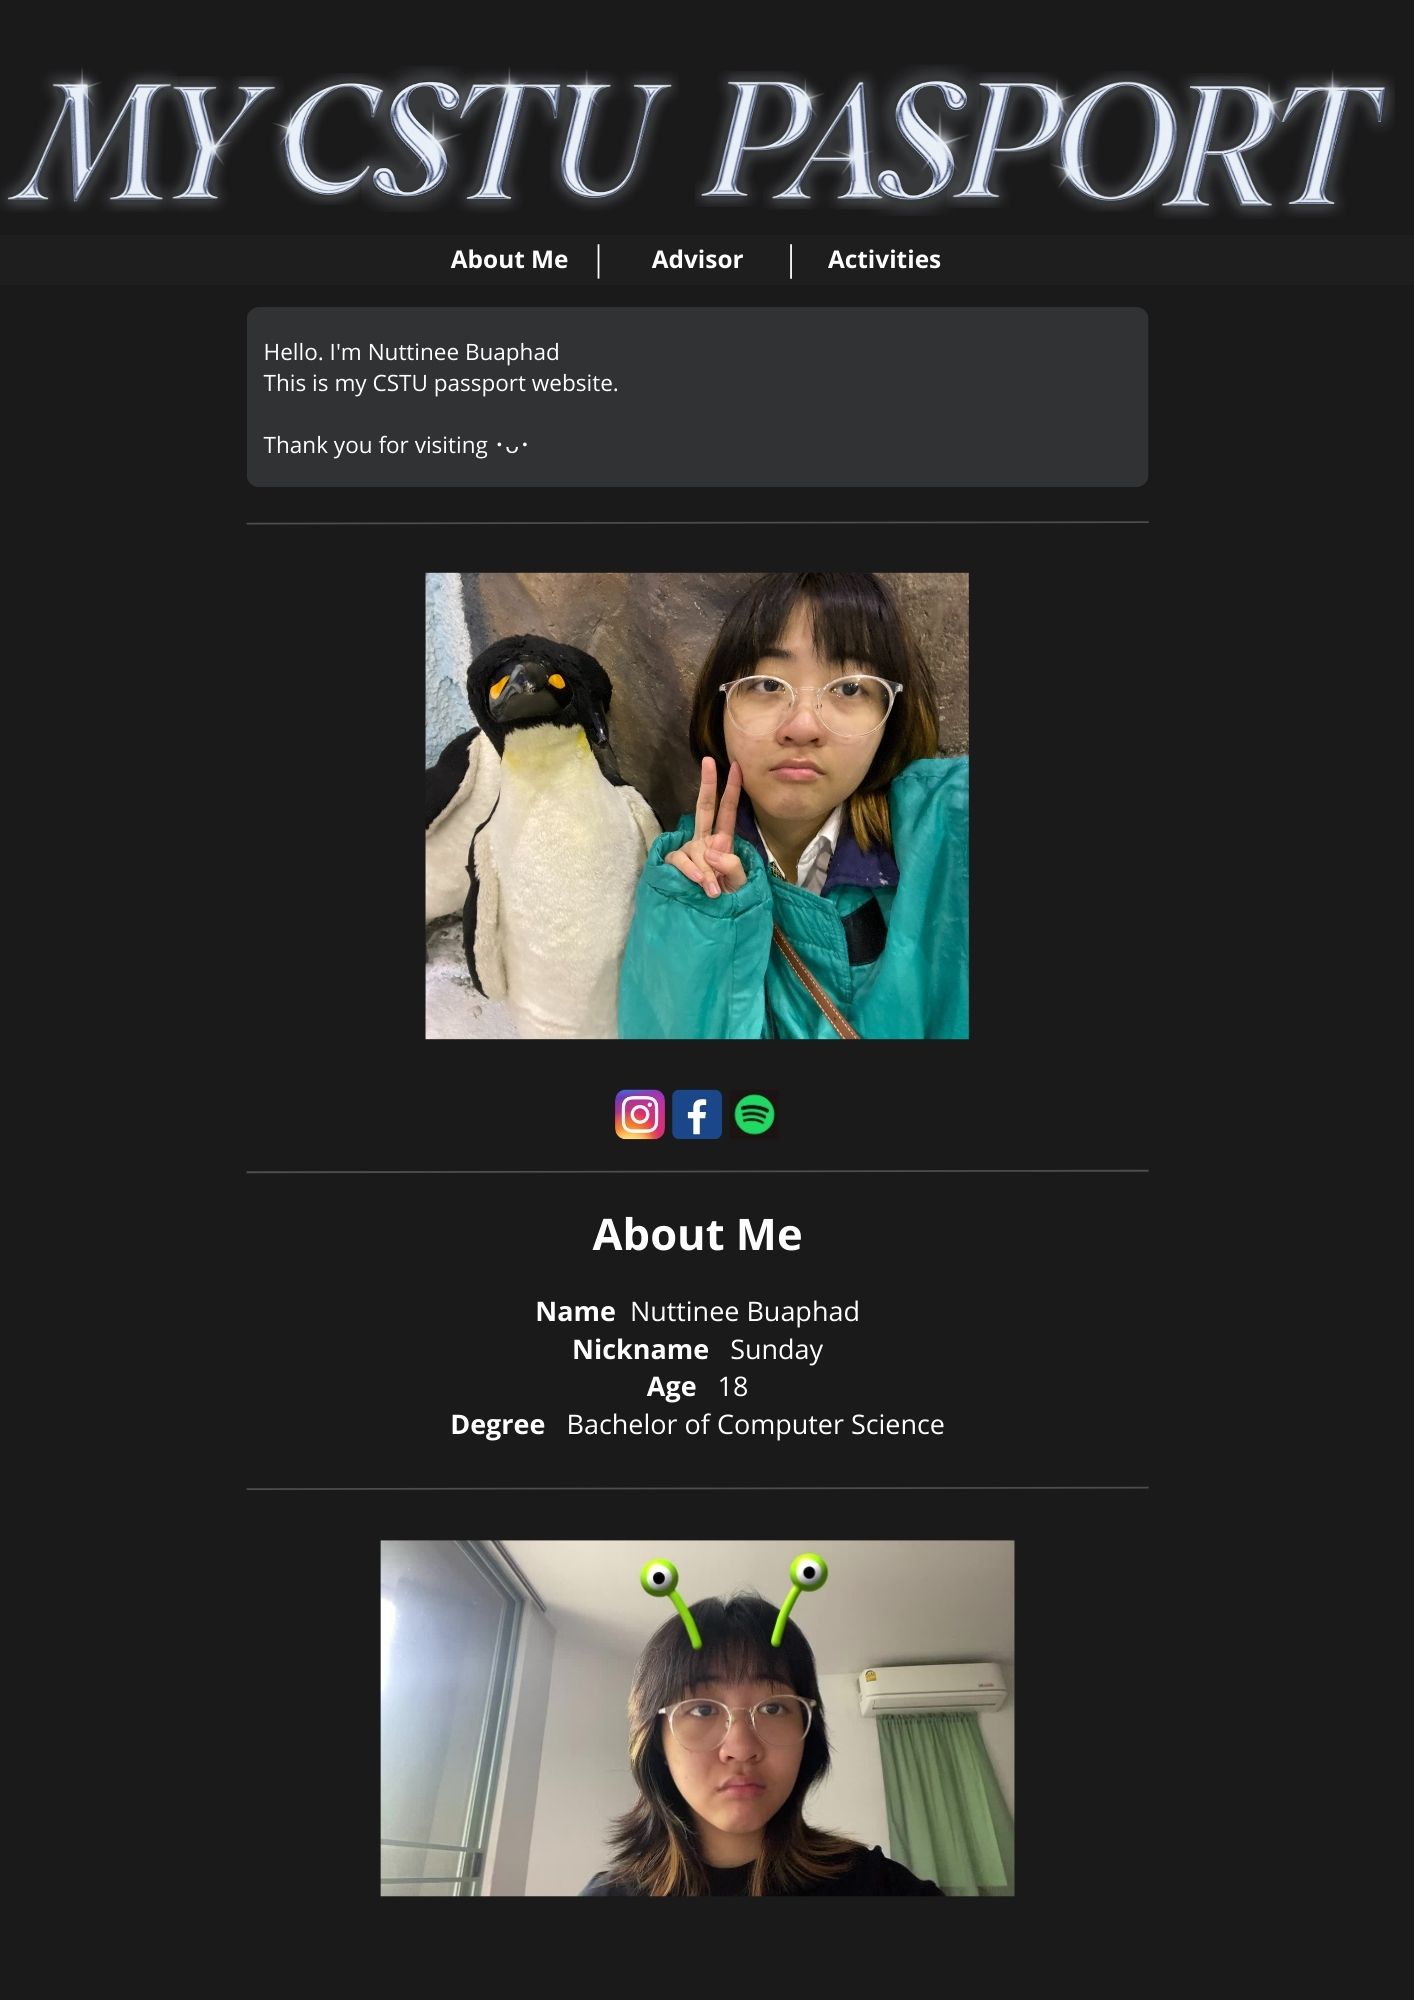 MY CSTU PASPORT
About Me | Advisor | Activities
Hello. I'm Nuttinee Buaphad
This is my CSTU passport website.
Thank you for visiting ･ᴗ･
About Me
Name Nuttinee Buaphad
Nickname Sunday
Age 18
Degree Bachelor of Computer Science